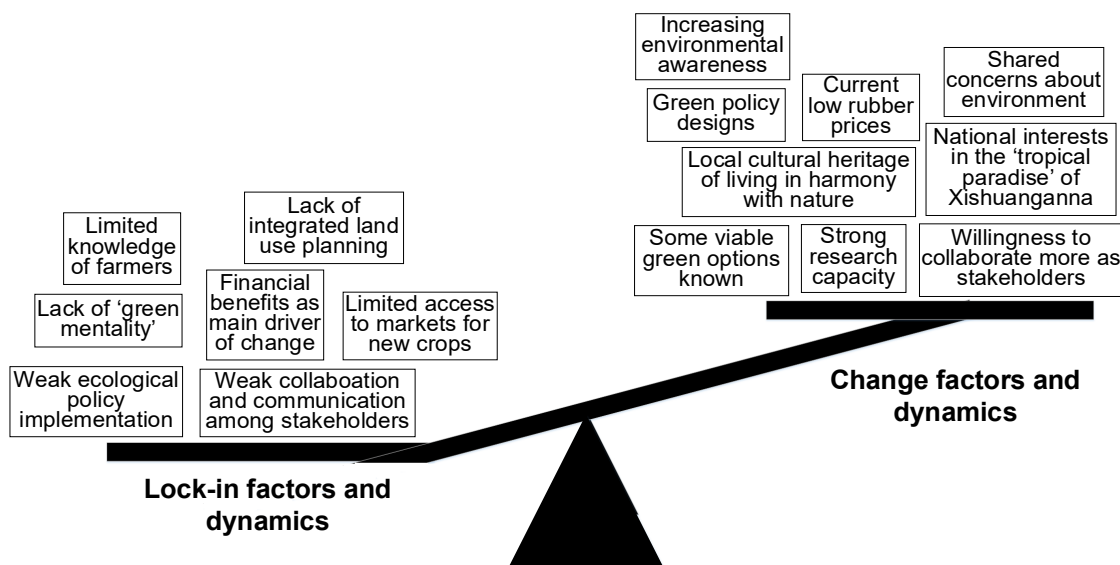 Increasing
environmental
awareness
Shared
concerns about
environment
Green policy
designs
Current
low rubber
prices
Local cultural heritage
of living in harmony
with nature
National interests
in the ‘tropical
paradise’ of
Xishuanganna
Some viable
green options
known
Strong
research
capacity
Willingness to
collaborate more as
stakeholders
Change factors and
dynamics
Limited
knowledge
of farmers
Lack of
integrated land
use planning
Lack of ‘green
mentality’
Financial
benefits as
main driver
of change
Limited access
to markets for
new crops
Weak ecological
policy
implementation
Weak collaboation
and communication
among stakeholders
Lock-in factors and
dynamics